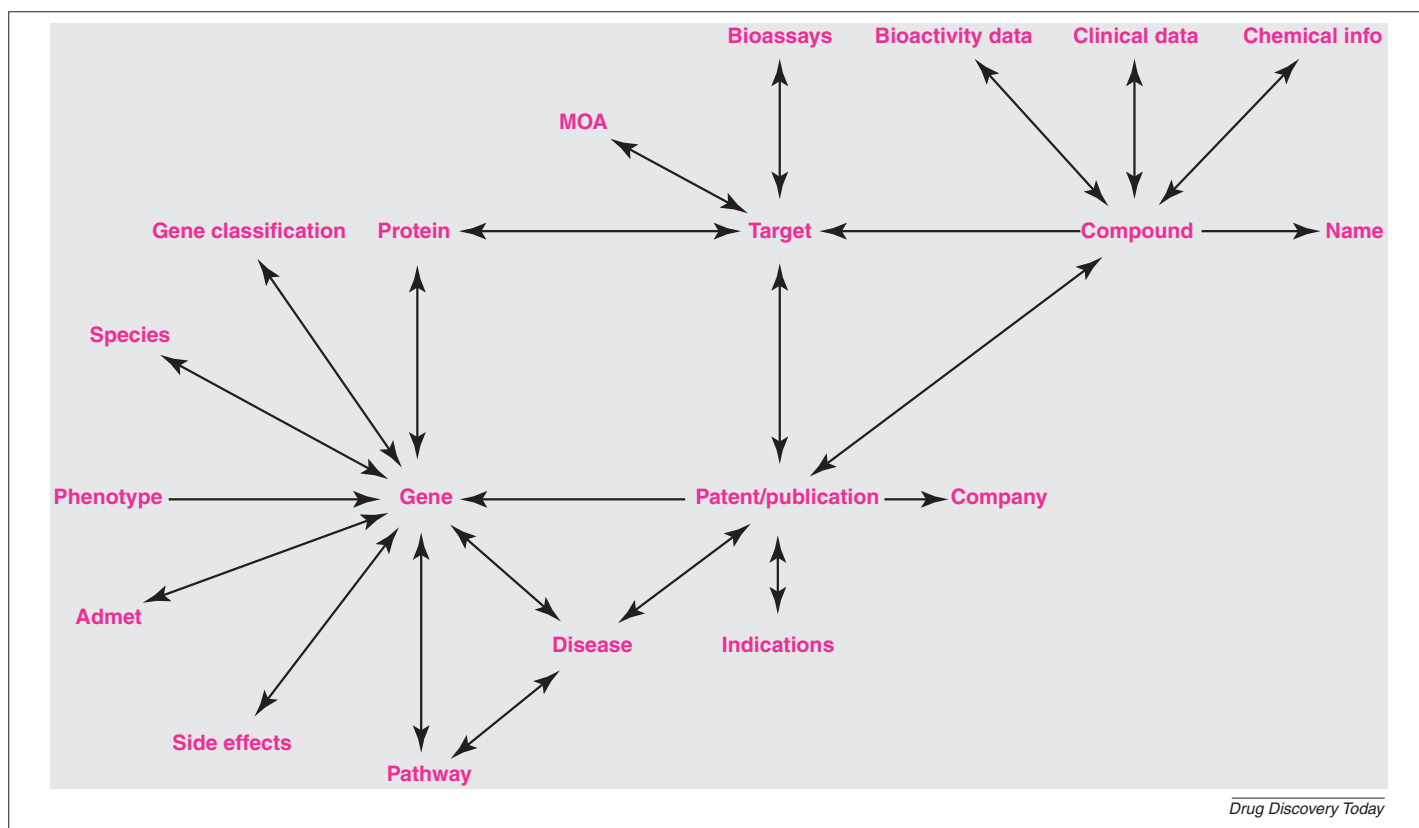 Bioassays
Bioactivity data
Clinical data
Chemical info
MOA
Gene classification
Protein
Target
Compound
Name
Species
Phenotype
Gene
Patent/publication
Company
Admet
Disease
Indications
Side effects
Pathway
Drug Discovery Today